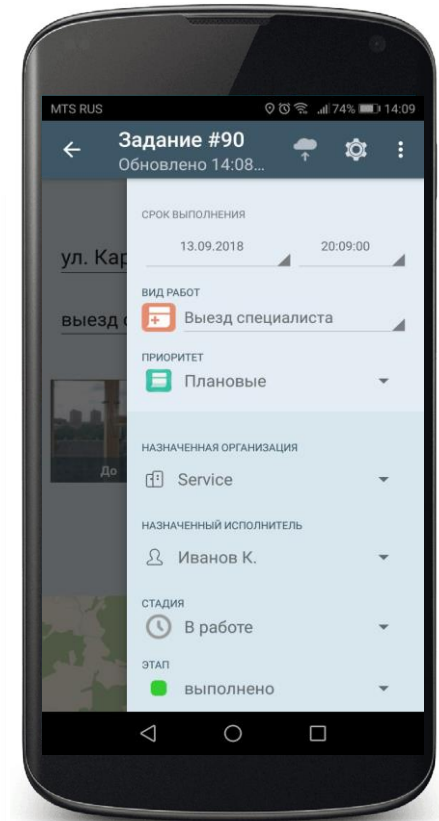 MTS RUS 74% 14:09
Задание #90
Обновлено 14:08...
СРОК ВЫПОЛНЕНИЯ
13.09.2018 20:09:00
ул. Кар
ВИД РАБОТ
Выезд специалиста
выезд
ПРИОРИТЕТ
Плановые
До
НАЗНАЧЕННАЯ ОРГАНИЗАЦИЯ
Service
НАЗНАЧЕННЫЙ ИСПОЛНИТЕЛЬ
Иванов К.
СТАДИЯ
В работе
ЭТАП
выполнено